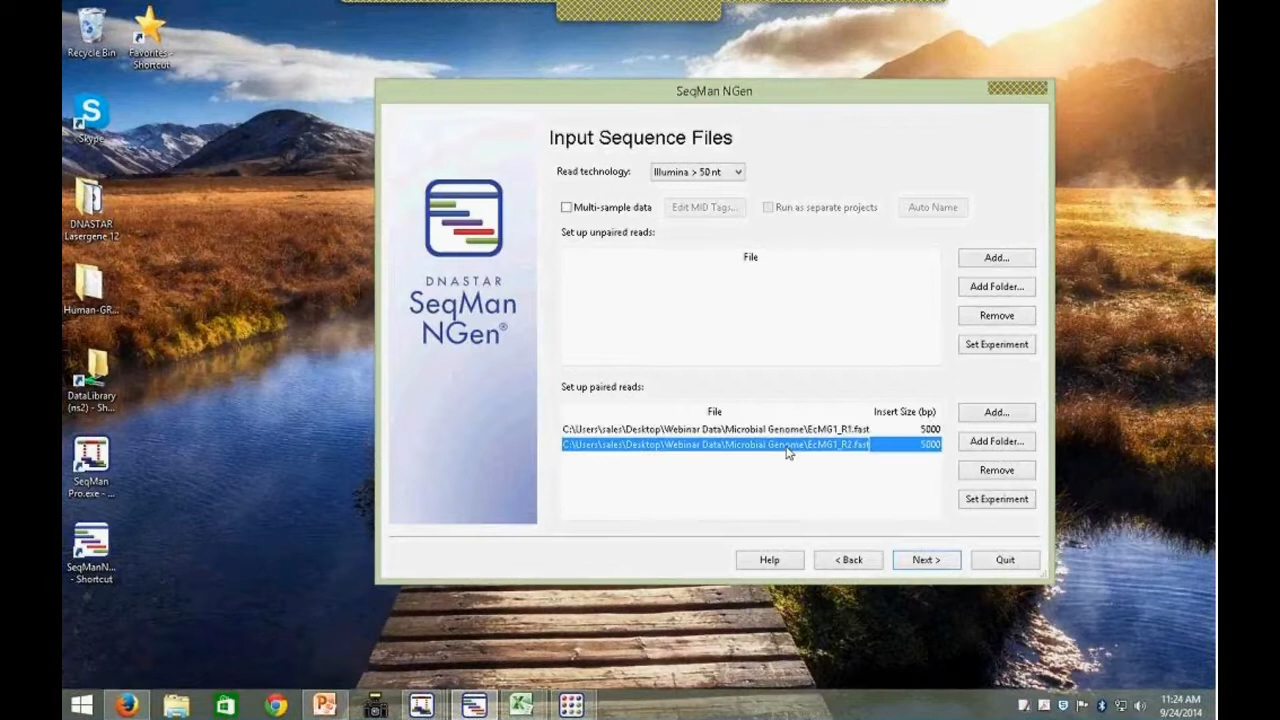 Recycle Bin
Favorites -
Shortcut
Skype
DNASTAR
Lasergene 12
Human-GR...
DataLibrary
(ns2) - Sh...
SeqMan
Pro.exe - ...
SeqManN...
- Shortcut
SeqMan NGen
Input Sequence Files
Read technology: Illumina > 50 nt
Multi-sample data Edit MID Tags... Run as separate projects Auto Name
Set up unpaired reads:
File
Add...
Add Folder...
Remove
Set Experiment
DNASTAR
SeqMan
NGen®
Set up paired reads:
File Insert Size (bp)
C:\Users\sales\Desktop\Webinar Data\Microbial Genome\EcMG1_R1.fast 5000
C:\Users\sales\Desktop\Webinar Data\Microbial Genome\EcMG1_R2.fast 5000
Add...
Add Folder...
Remove
Set Experiment
Help < Back Next > Quit
11:24 AM
9/24/2014